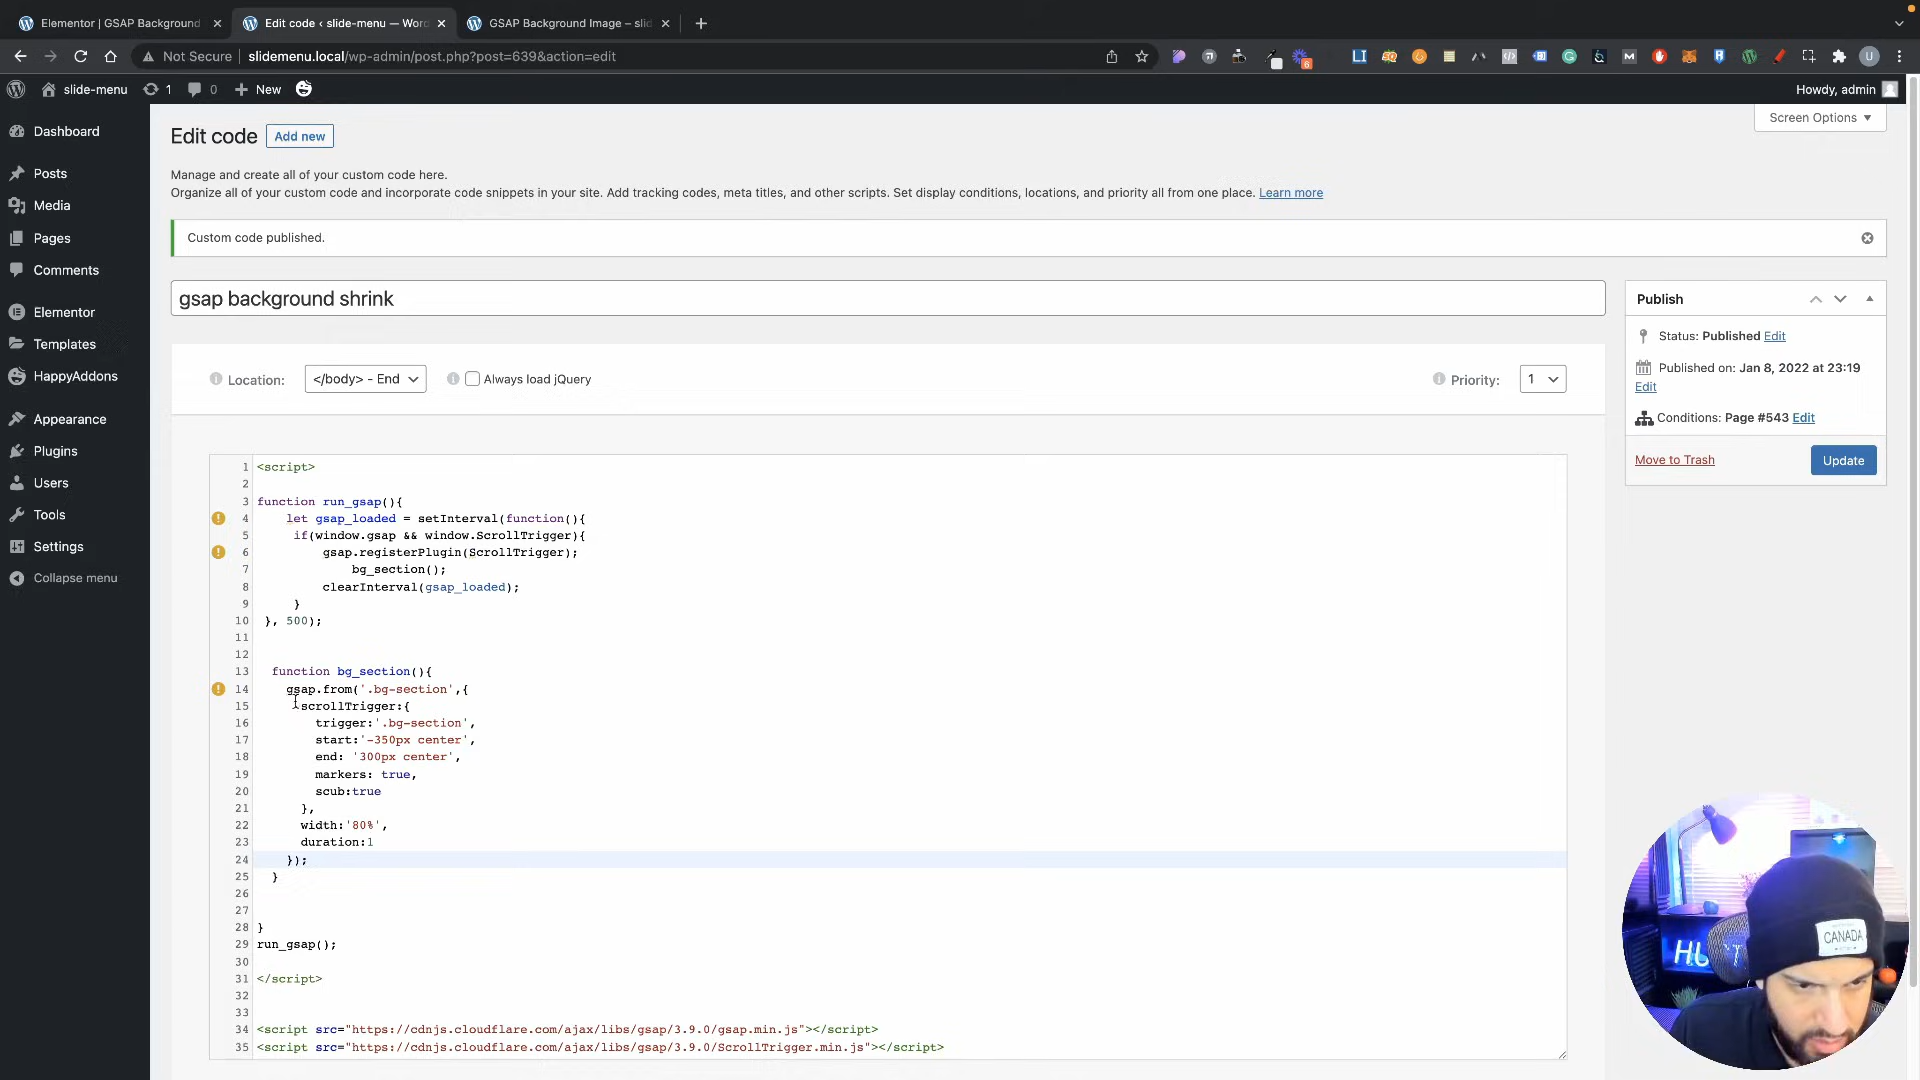 Elementor | GSAP Background
Edit code ‹ slide-menu — Wor
GSAP Background Image – slid
Not Secure
slidemenu.local/wp-admin/post.php?post=639&action=edit
6
U
slide-menu
1
0
New
Howdy, admin
Dashboard
Posts
Media
Pages
Comments
Elementor
Templates
HappyAddons
Appearance
Plugins
Users
Tools
Settings
Collapse menu
Screen Options
Edit code
Add new
Manage and create all of your custom code here.
Organize all of your custom code and incorporate code snippets in your site. Add tracking codes, meta titles, and other scripts. Set display conditions, locations, and priority all from one place. Learn more
Custom code published.
gsap background shrink
Location:
</body> - End
Always load jQuery
Priority:
1
Publish
Status: Published Edit
Published on: Jan 8, 2022 at 23:19
Edit
Conditions: Page #543 Edit
Move to Trash
Update
1 <script>
2
3 function run_gsap(){
4 let gsap_loaded = setInterval(function(){
5 if(window.gsap && window.ScrollTrigger){
6 gsap.registerPlugin(ScrollTrigger);
7 bg_section();
8 clearInterval(gsap_loaded);
9 }
10 }, 500);
11
12
13 function bg_section(){
14 gsap.from('.bg-section',{
15 scrollTrigger:{
16 trigger:'.bg-section',
17 start:'-350px center',
18 end: '300px center',
19 markers: true,
20 scub:true
21 },
22 width:'80%',
23 duration:1
24 });
25 }
26
27
28 }
29 run_gsap();
30
31 </script>
32
33
34 <script src="https://cdnjs.cloudflare.com/ajax/libs/gsap/3.9.0/gsap.min.js"></script>
35 <script src="https://cdnjs.cloudflare.com/ajax/libs/gsap/3.9.0/ScrollTrigger.min.js"></script>
CANADA